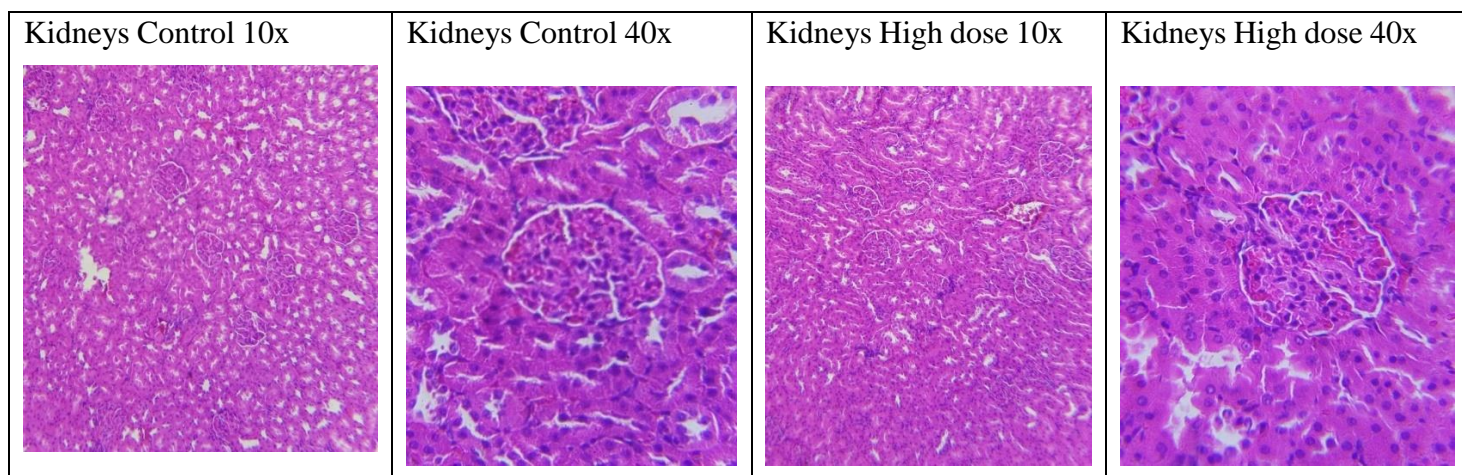 Kidneys Control 10x
Kidneys Control 40x
Kidneys High dose 10x
Kidneys High dose 40x